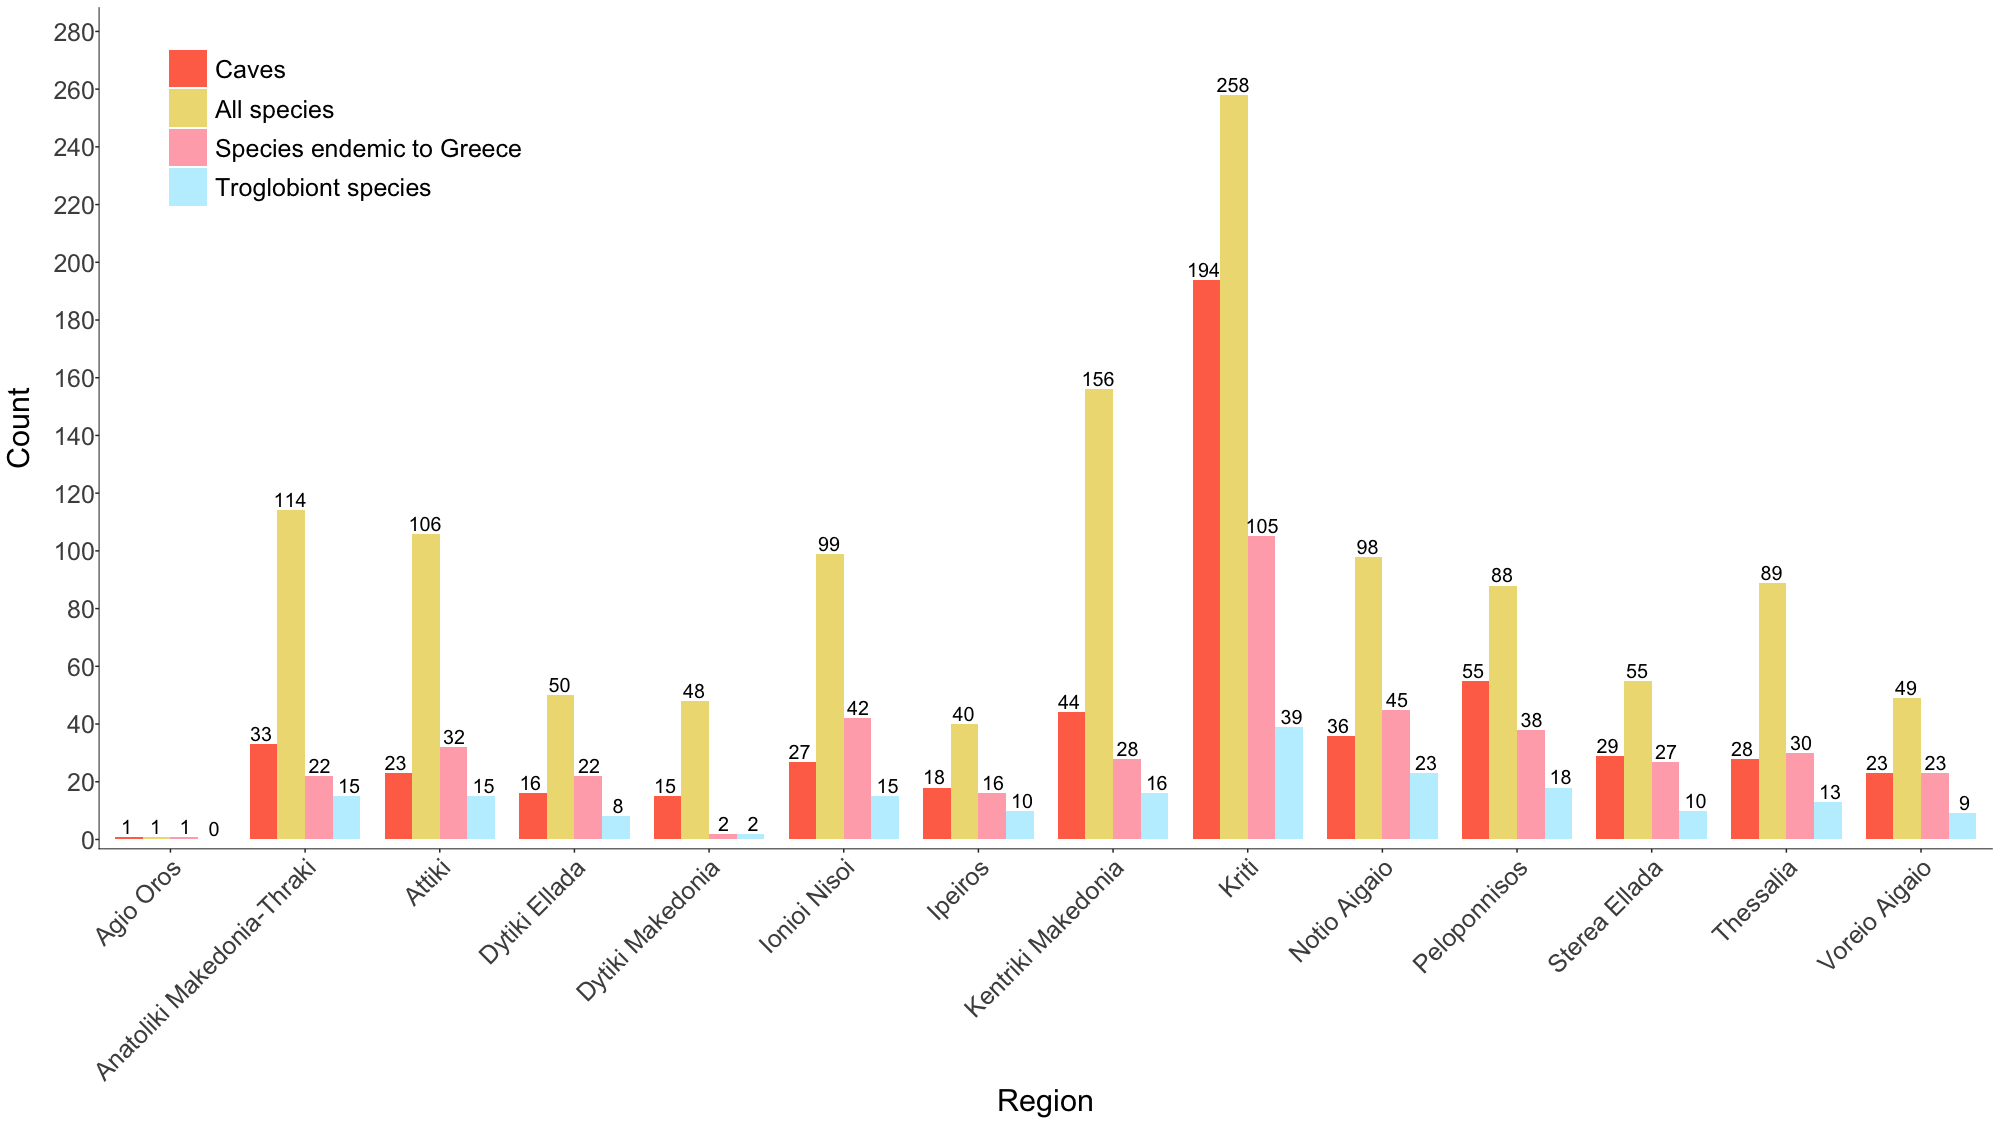 280
260
240
220
200
180
160
140
120
100
80
60
40
20
0
Count
Caves
All species
Species endemic to Greece
Troglobiont species
1 1 1 0
33 114 22 15
23 106 32 15
16 50 22 8
15 48 2 2
27 99 42 15
18 40 16 10
44 156 28 16
194 258 105 39
36 98 45 23
55 88 38 18
29 55 27 10
28 89 30 13
23 49 23 9
Agio Oros
Anatoliki Makedonia-Thraki
Attiki
Dytiki Ellada
Dytiki Makedonia
Ionioi Nisoi
Ipeiros
Kentriki Makedonia
Kriti
Notio Aigaio
Peloponnisos
Sterea Ellada
Thessalia
Voreio Aigaio
Region